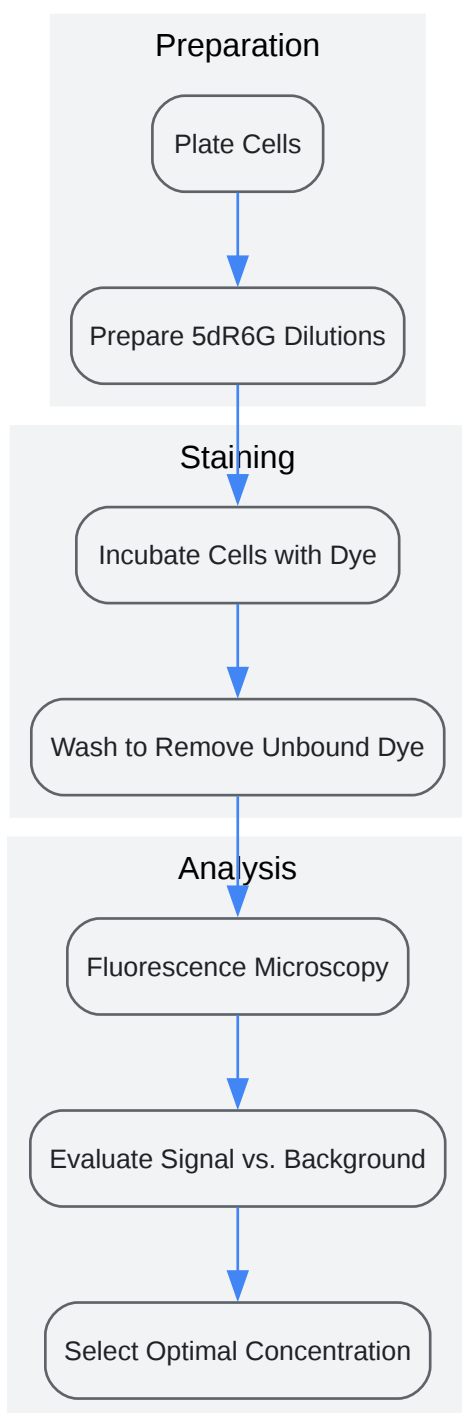 Preparation
Plate Cells
Prepare 5dR6G Dilutions
Staining
Incubate Cells with Dye
Wash to Remove Unbound Dye
Analysis
Fluorescence Microscopy
Evaluate Signal vs. Background
Select Optimal Concentration